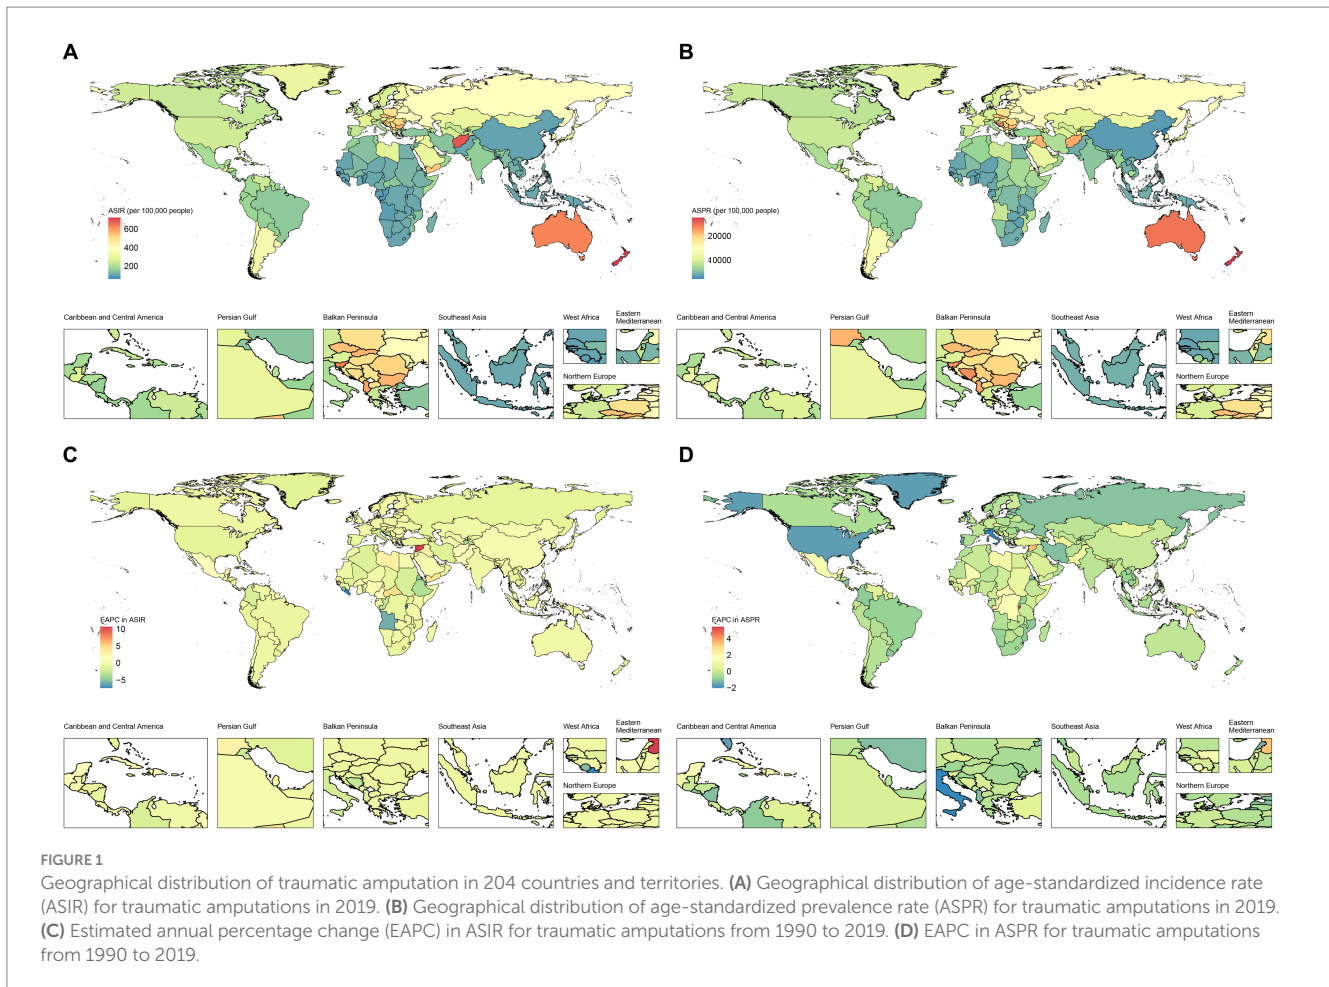 A
ASIR (per 100,000 people)
600
400
200
Caribbean and Central America
Persian Gulf
Balkan Peninsula
Southeast Asia
West Africa
Eastern
Mediterranean
Northern Europe
B
ASPR (per 100,000 people)
20000
10000
Caribbean and Central America
Persian Gulf
Balkan Peninsula
Southeast Asia
West Africa
Eastern
Mediterranean
Northern Europe
C
EAPC in ASIR
10
5
0
−5
Caribbean and Central America
Persian Gulf
Balkan Peninsula
Southeast Asia
West Africa
Eastern
Mediterranean
Northern Europe
D
EAPC in ASPR
4
2
0
−2
Caribbean and Central America
Persian Gulf
Balkan Peninsula
Southeast Asia
West Africa
Eastern
Mediterranean
Northern Europe
FIGURE 1
Geographical distribution of traumatic amputation in 204 countries and territories. (A) Geographical distribution of age-standardized incidence rate
(ASIR) for traumatic amputations in 2019. (B) Geographical distribution of age-standardized prevalence rate (ASPR) for traumatic amputations in 2019.
(C) Estimated annual percentage change (EAPC) in ASIR for traumatic amputations from 1990 to 2019. (D) EAPC in ASPR for traumatic amputations
from 1990 to 2019.